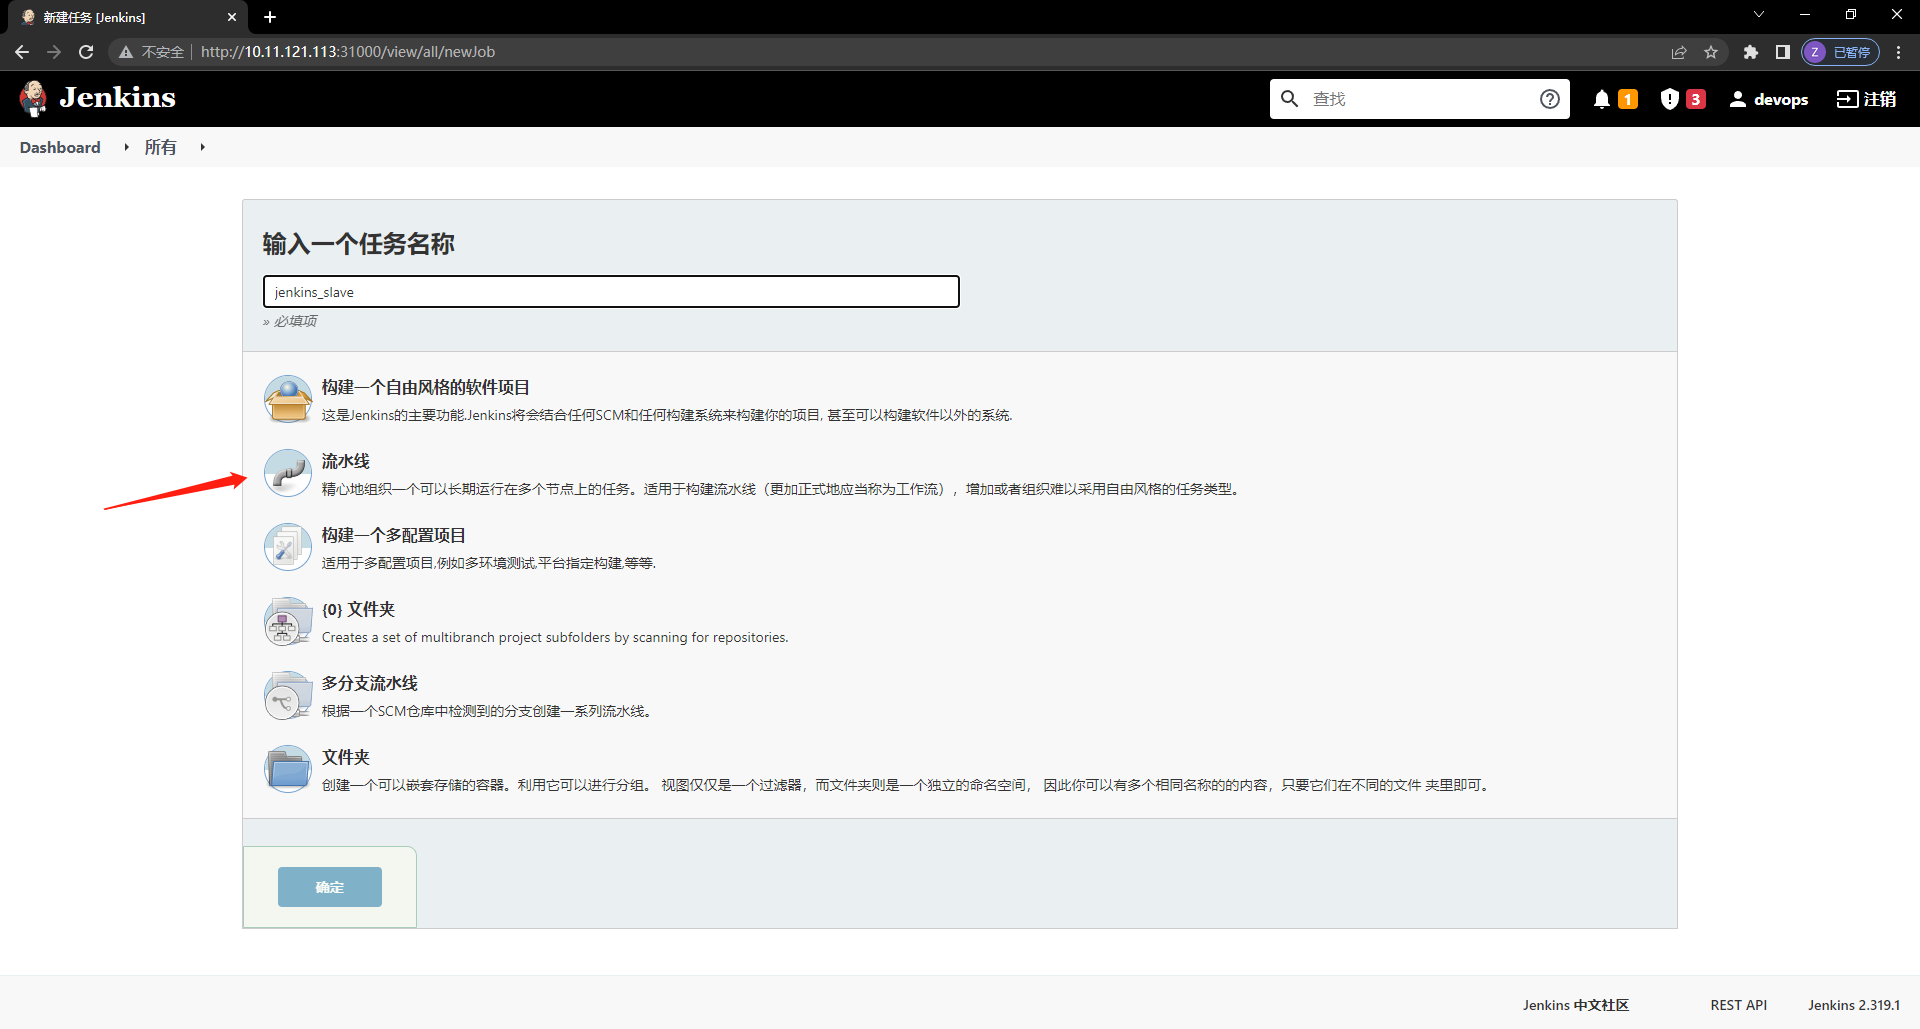 新建任务 [Jenkins]
不安全 http://10.11.121.113:31000/view/all/newJob
Z 已暂停
Jenkins
查找
1
3
devops
注销
Dashboard
所有
输入一个任务名称
jenkins_slave
» 必填项
构建一个自由风格的软件项目
这是Jenkins的主要功能.Jenkins将会结合任何SCM和任何构建系统来构建你的项目, 甚至可以构建软件以外的系统.
流水线
精心地组织一个可以长期运行在多个节点上的任务。适用于构建流水线（更加正式地应当称为工作流），增加或者组织难以采用自由风格的任务类型。
构建一个多配置项目
适用于多配置项目,例如多环境测试,平台指定构建,等等.
{0} 文件夹
Creates a set of multibranch project subfolders by scanning for repositories.
多分支流水线
根据一个SCM仓库中检测到的分支创建一系列流水线。
文件夹
创建一个可以嵌套存储的容器。利用它可以进行分组。 视图仅仅是一个过滤器，而文件夹则是一个独立的命名空间， 因此你可以有多个相同名称的的内容，只要它们在不同的文件 夹里即可。
确定
Jenkins 中文社区
REST API
Jenkins 2.319.1